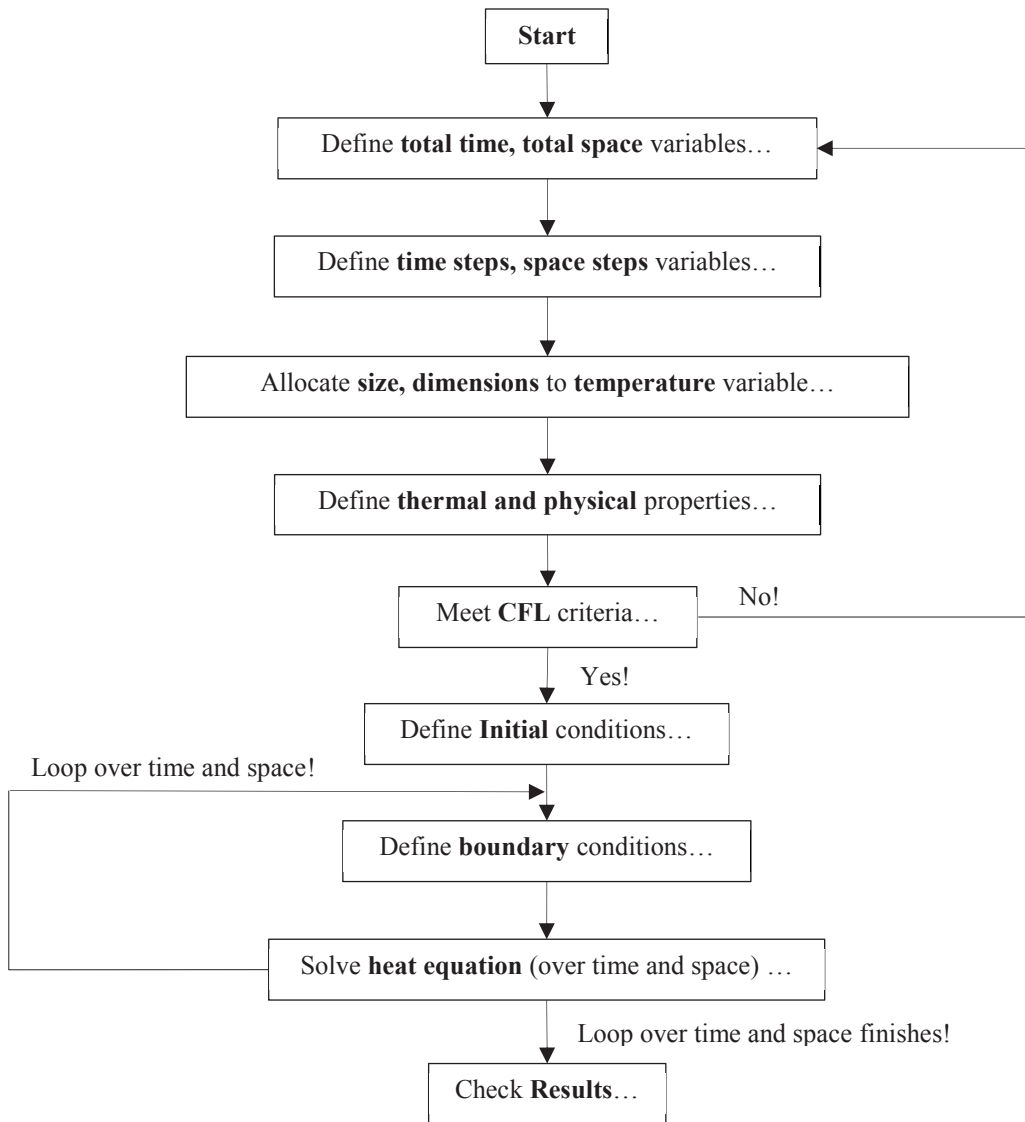 Start
Define total time, total space variables…
Define time steps, space steps variables…
Allocate size, dimensions to temperature variable…
Define thermal and physical properties…
Meet CFL criteria…
No!
Yes!
Define Initial conditions…
Loop over time and space!
Define boundary conditions…
Solve heat equation (over time and space) …
Loop over time and space finishes!
Check Results…